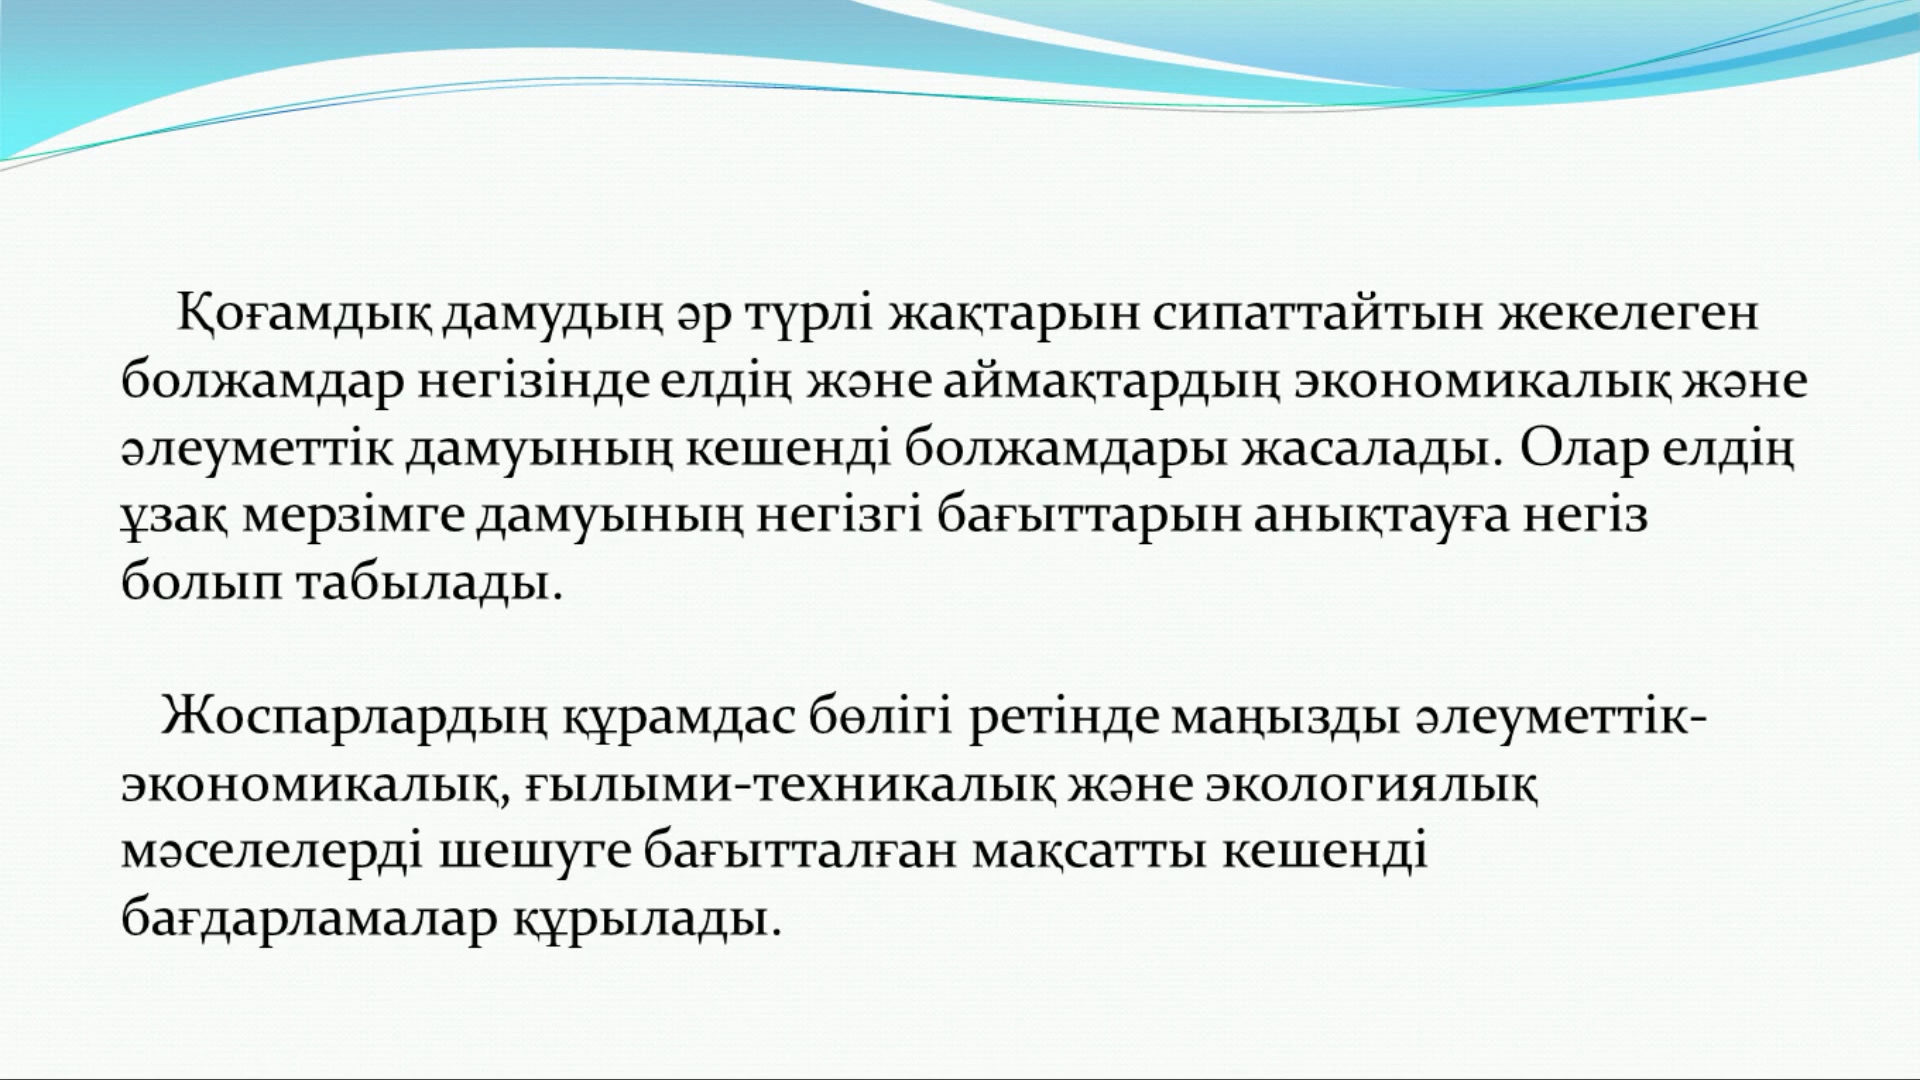 Қоғамдық дамудың әр түрлі жақтарын сипаттайтын жекелеген
болжамдар негізінде елдің және аймақтардың экономикалық және
әлеуметтік дамуының кешенді болжамдары жасалады. Олар елдің
ұзақ мерзімге дамуының негізгі бағыттарын анықтауға негіз
болып табылады.
Жоспарлардың құрамдас бөлігі ретінде маңызды әлеуметтік-
экономикалық, ғылыми-техникалық және экологиялық
мәселелерді шешуге бағытталған мақсатты кешенді
бағдарламалар құрылады.